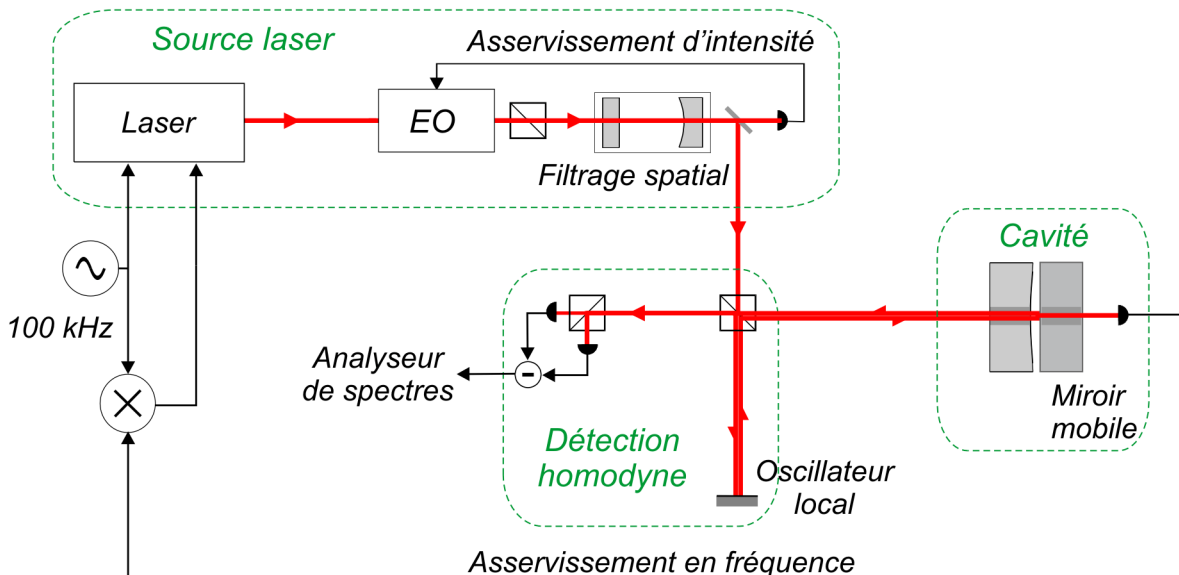 Source laser
Asservissement d'intensité
Laser
EO
Filtrage spatial
Cavité
100 kHz
Analyseur
de spectres
-
Miroir
mobile
Détection
homodyne
Oscillateur
local
Asservissement en fréquence